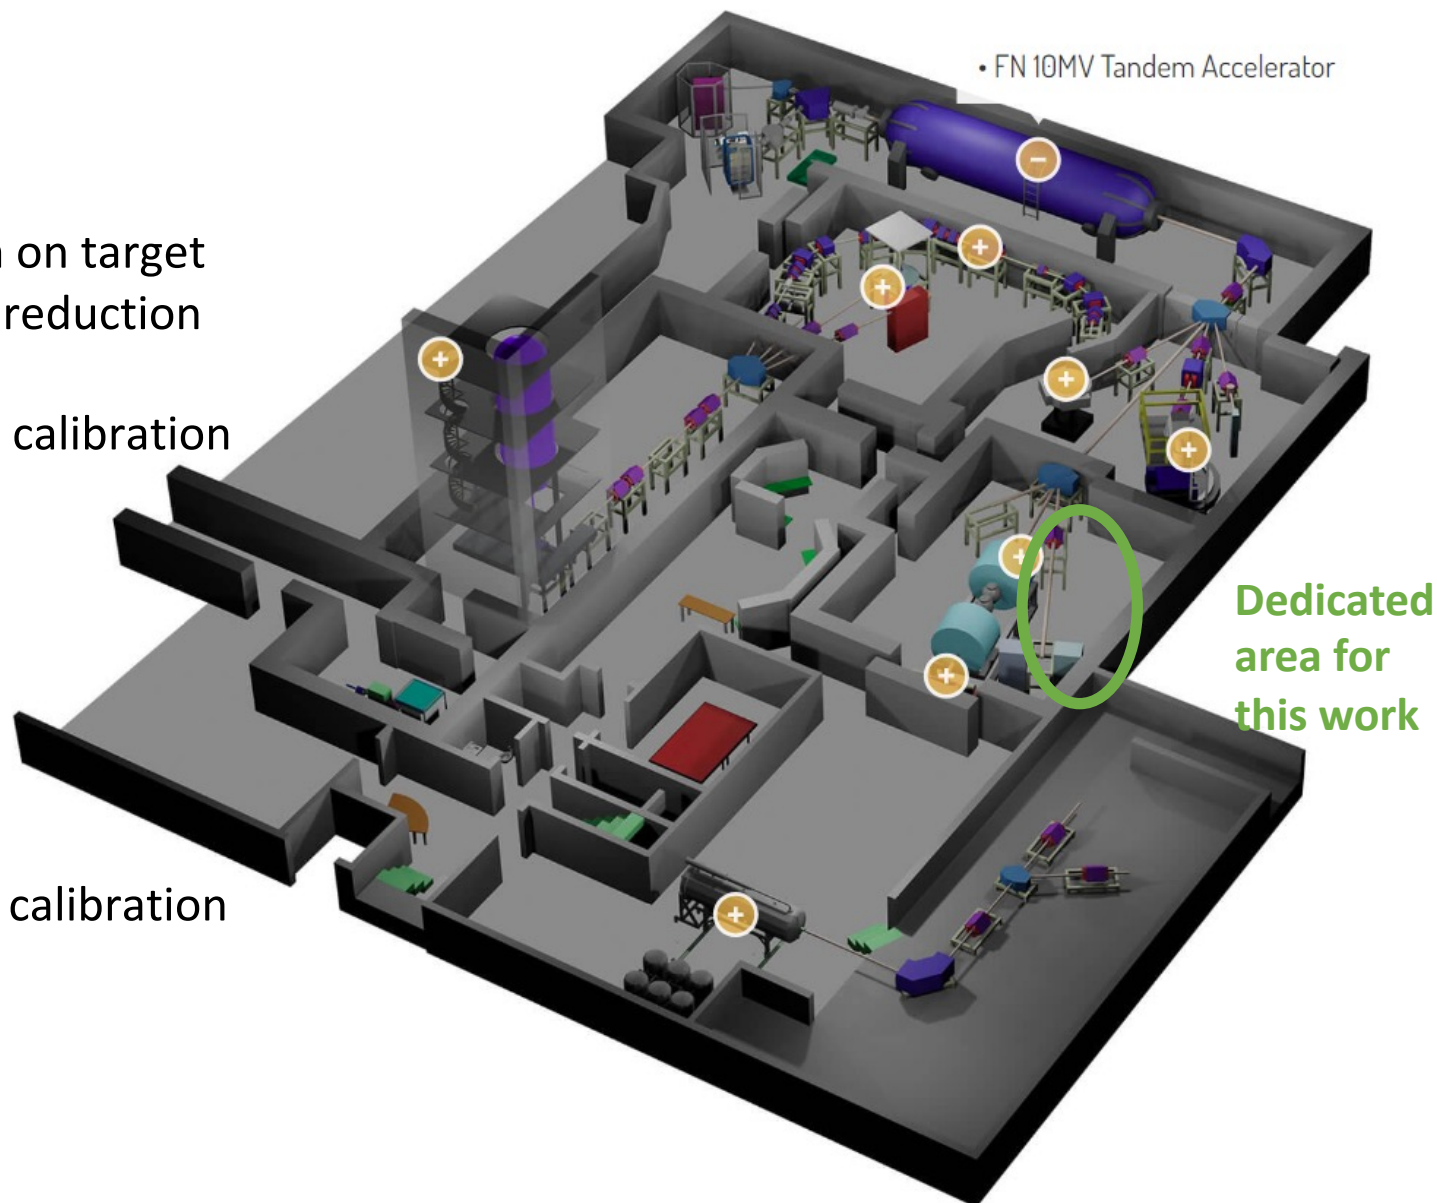 • FN 10MV Tandem Accelerator
on target
reduction
calibration
Dedicated
area for
this work
calibration